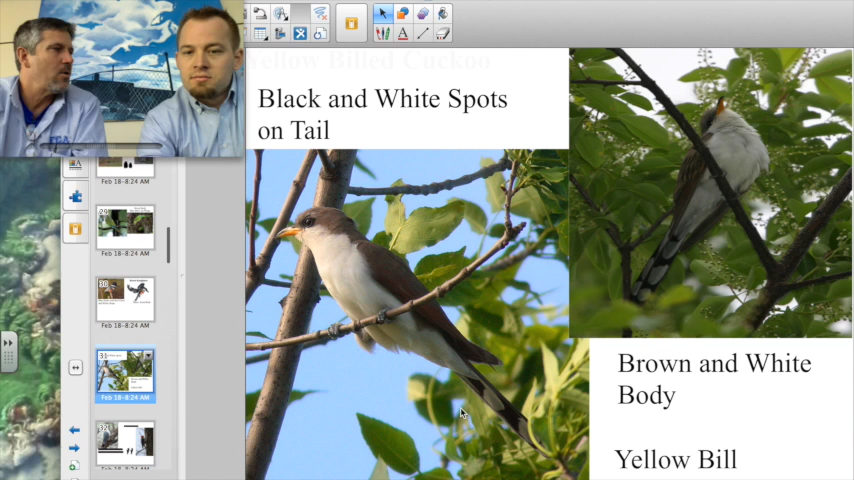 Yellow Billed Cuckoo
Black and White Spots
on Tail
Feb 18-8:24 AM
29
Feb 18-8:24 AM
30
Feb 18-8:24 AM
31
Feb 18-8:24 AM
32
Brown and White
Body
Yellow Bill